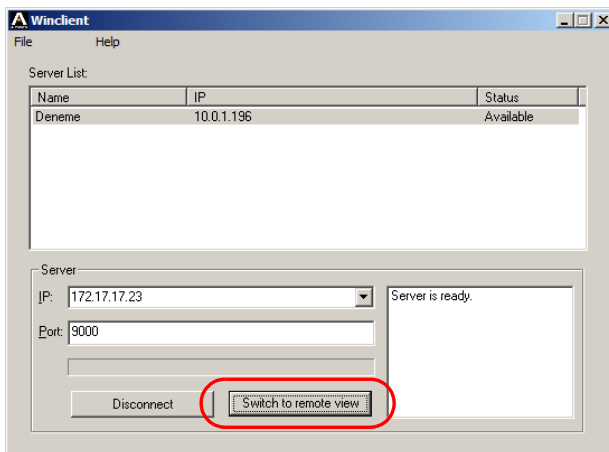 Winclient
File Help
Server List:
Name IP Status
Deneme 10.0.1.196 Available
Server
IP: 172.17.17.23
Server is ready.
Port: 9000
Disconnect Switch to remote view